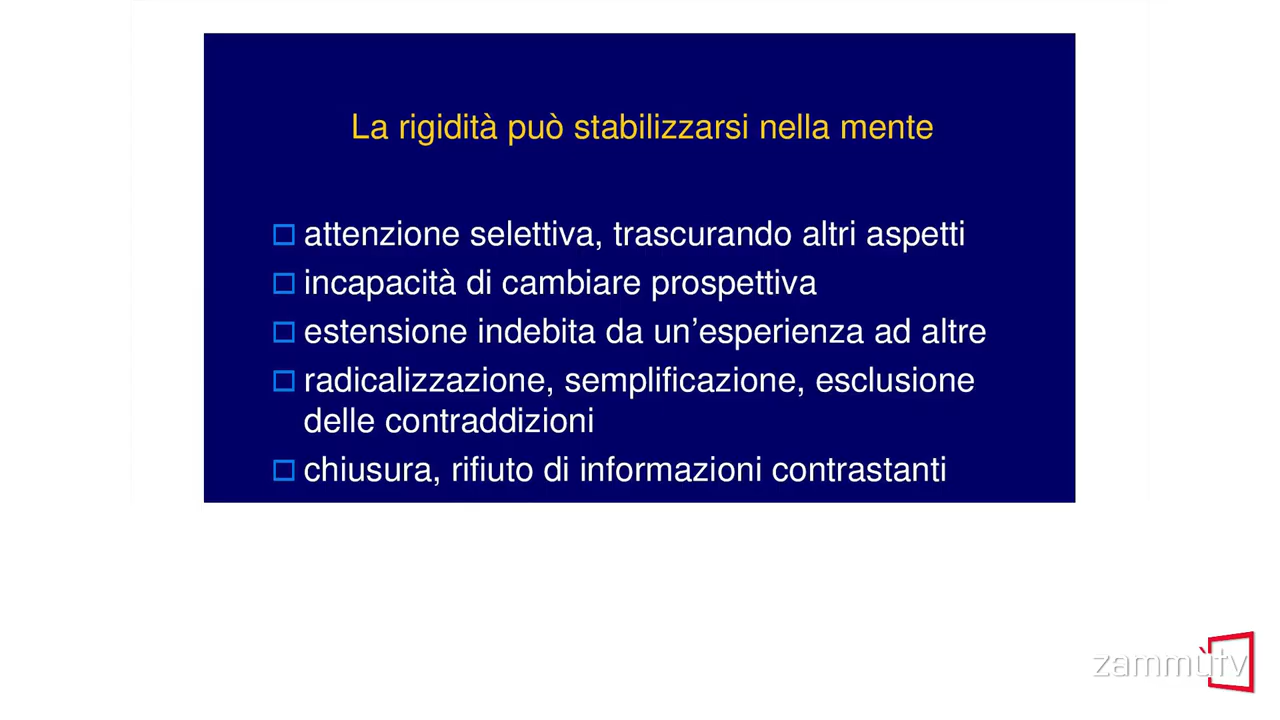 La rigidità può stabilizzarsi nella mente
attenzione selettiva, trascurando altri aspetti
incapacità di cambiare prospettiva
estensione indebita da un’esperienza ad altre
radicalizzazione, semplificazione, esclusione
delle contraddizioni
chiusura, rifiuto di informazioni contrastanti
zammùtv